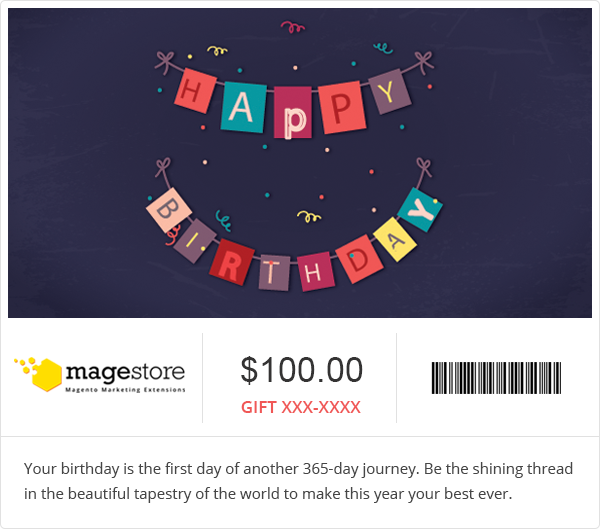 HAPPY
BIRTHDAY
magestore
Magento Marketing Extensions
$100.00
GIFT XXX-XXXX
Your birthday is the first day of another 365-day journey. Be the shining thread
in the beautiful tapestry of the world to make this year your best ever.